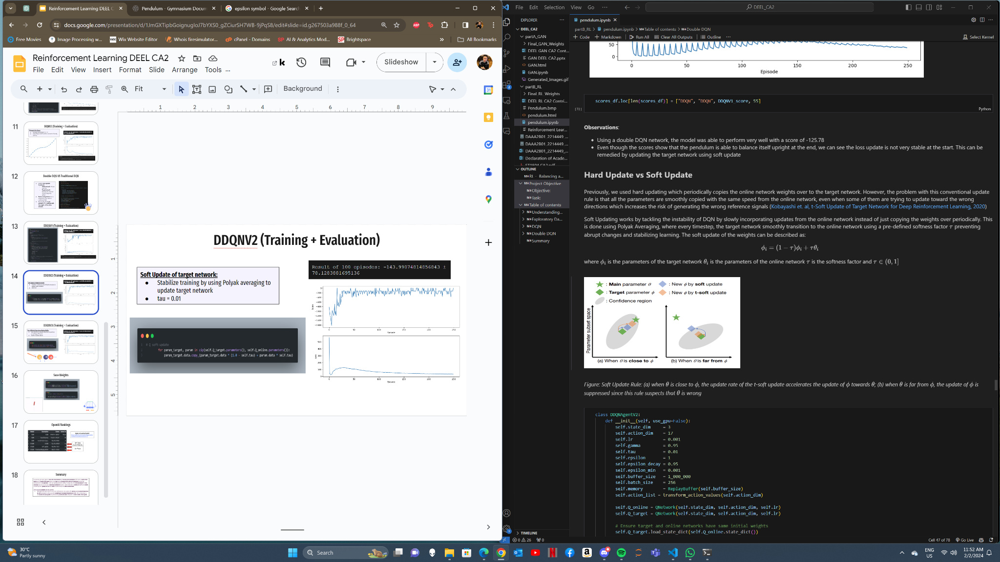 Reinforcement Learning DEEL C
Pendulum - Gymnasium Docum
epsilon symbol - Google Search
docs.google.com/presentation/d/1JmGXTipbGoignugIoJ7bYXS0_gZCiurSH7WB-9jPqS8/edit#slide=id.g267503a988f_0_64
Free Movies
Image Processing w...
Wix Website Editor
Whois firesimulator...
cPanel - Domains
AI & Analytics Mod...
Brightspace
All Bookmarks
Reinforcement Learning DEEL CA2
File Edit View Insert Format Slide Arrange Tools ...
Slideshow
Fit
Background
1 2 3 4 5 6 7 8 9
11
DQNV3 (Training + Evaluation)
12
Double DQN VS Traditional DQN
13
DDQNV1 (Training + Evaluation)
14
DDQNV2 (Training + Evaluation)
15
DDQNV3 (Training + Evaluation)
16
Save Weights
17
OpenAI Rankings
18
Summary
DDQNV2 (Training + Evaluation)
Soft Update of target network:
● Stabilize training by using Polyak averaging to
update target network
● tau = 0.01
Result of 100 episodes: -143.99074814856843 ±
78.1283881695136
# Q soft-update
for param_target, param in zip(self.Q_target.parameters(), self.Q_online.parameters()):
param_target.data.copy_(param_target.data * (1.0 - self.tau) + param.data * self.tau)
Score
Episode
0 50 100 150 200 250
Loss
Episode
File Edit Selection View Go ···
DEEL_CA2
EXPLORER
DEEL_CA2
partA_GAN
Final_GAN_Weights
DEEL GAN CA2 Cont...
GAN DEEL CA2.pptx
GAN.html
GAN.ipynb
Generated_Images.gif
partB_RL
Final_RL_Weights
DEEL RL CA2 Contri...
Pendulum.bmp
pendulum.html
pendulum.ipynb
Reinforcement Lear...
DAAA2B01_2214449_...
DAAA2B01_2214449_...
DAAA2B01_2214449_...
Declaration of Acade...
OUTLINE
RL - Balancing a...
Project Objective
Objective:
Task:
Table of contents
Understanding...
Exploratory Da...
DQN
Double DQN
Summary
TIMELINE
pendulum.ipynb
partB_RL > pendulum.ipynb > Table of contents > Double DQN
+ Code + Markdown Run All Clear All Outputs Outline ···
Select Kernel
50
0
0 50 100 150 200 250
Episode
scores_df.loc[len(scores_df)] = ["DDQN", "DDQN", DDQNV1_score, 55]
[72]
Python
Observations:
• Using a double DQN network, the model was able to perform very well with a score of -125.78
• Even though the scores show that the pendulum is able to balance itself upright at the end, we can see the loss update is not very stable at the start. This can be
remedied by updating the target network using soft update
Hard Update vs Soft Update
Previously, we used hard updating which periodically copies the online network weights over to the target network. However, the problem with this conventional update
rule is that all the parameters are smoothly copied with the same speed from the online network, even when some of them are trying to update toward the wrong
directions which increases the risk of generating the wrong reference signals (Kobayashi et. al, t-Soft Update of Target Network for Deep Reinforcement Learning, 2020)
Soft Updating works by tackling the instability of DQN by slowly incorporating updates from the online network instead of just copying the weights over periodically. This
is done using Polyak Averaging, where every timestep, the target network smoothly transition to the online network using a pre-defined softness factor τ preventing
abrupt changes and stabilizing learning. The soft update of the weights can be described as:
ϕi = (1 − τ)ϕi + τθi
where ϕi is the parameters of the target network θi is the parameters of the online network τ is the softness factor and τ ∈ (0, 1]
: Main parameter θ : New ϕ by soft update
: Target parameter ϕ : New ϕ by t-soft update
: Confidence region
Parameter subset space
(a) When θ is close to ϕ (b) When θ is far from ϕ
Figure: Soft Update Rule: (a) when θ is close to ϕ, the update rate of the t-soft update accelerates the update of ϕ towards θ; (b) when θ is far from ϕ, the update of ϕ is
suppressed since this rule suspects that θ is wrong
class DDQNAgentV2:
def __init__(self, use_gpu=False):
self.state_dim = 3
self.action_dim = 17
self.lr = 0.001
self.gamma = 0.95
self.tau = 0.01
self.epsilon = 1
self.epsilon_decay = 0.95
self.epsilon_min = 0.001
self.buffer_size = 1_000_000
self.batch_size = 256
self.memory = ReplayBuffer(self.buffer_size)
self.action_list = transform_action_values(self.action_dim)
self.Q_online = QNetwork(self.state_dim, self.action_dim, self.lr)
self.Q_target = QNetwork(self.state_dim, self.action_dim, self.lr)
# Ensure target and online networks have same initial weights
self.Q_target.load_state_dict(self.Q_online.state_dict())
0 26 0
Cell 47 of 78 Go Live
30°C
Partly sunny
Search
ENG
US
11:52 AM
2/2/2024